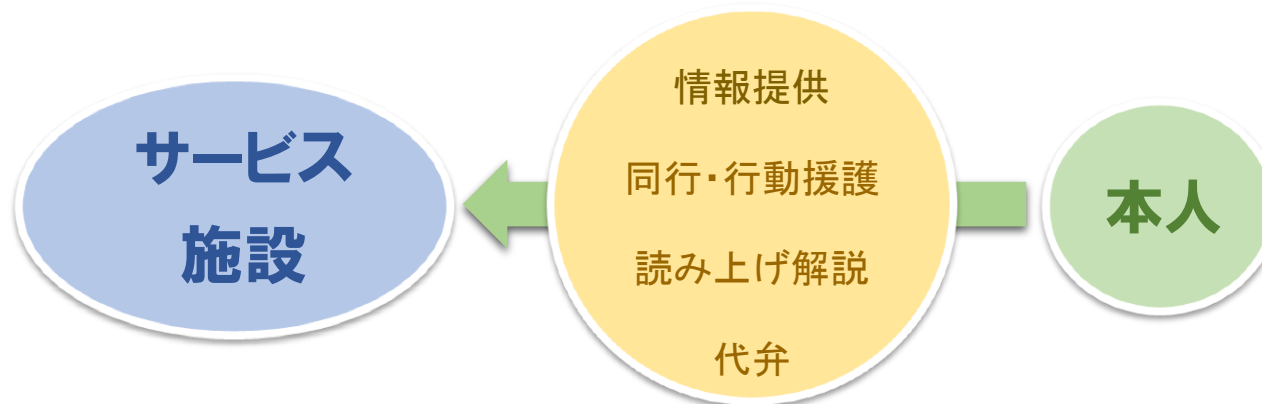 サービス
施設
情報提供
同行・行動援護
読み上げ解説
代弁
本人